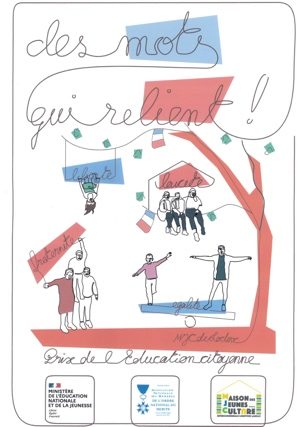 des mots
qui relient !
liberté
laïcité
fraternité
égalité
Prix de l'Éducation citoyenne
MINISTÈRE
DE L'ÉDUCATION
NATIONALE
ET DE LA JEUNESSE
MAISON
DES JEUNES
CULTURE